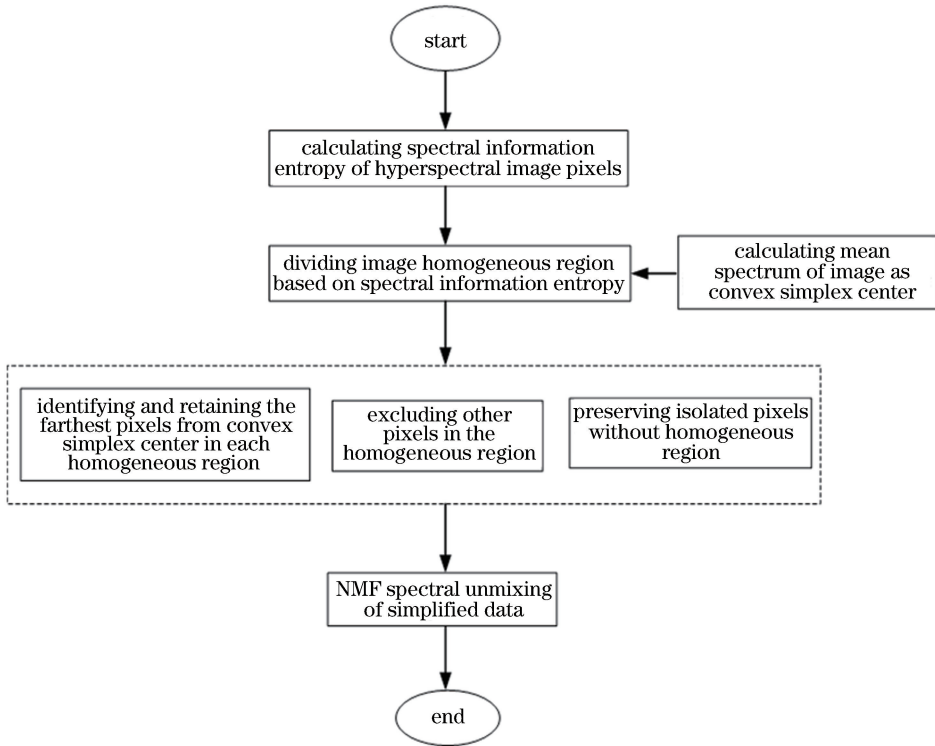 start
calculating spectral information
entropy of hyperspectral image pixels
dividing image homogeneous region
based on spectral information entropy
calculating mean
spectrum of image as
convex simplex center
identifying and retaining the
farthest pixels from convex
simplex center in each
homogeneous region
excluding other
pixels in the
homogeneous region
preserving isolated pixels
without homogeneous
region
NMF spectral unmixing
of simplified data
end